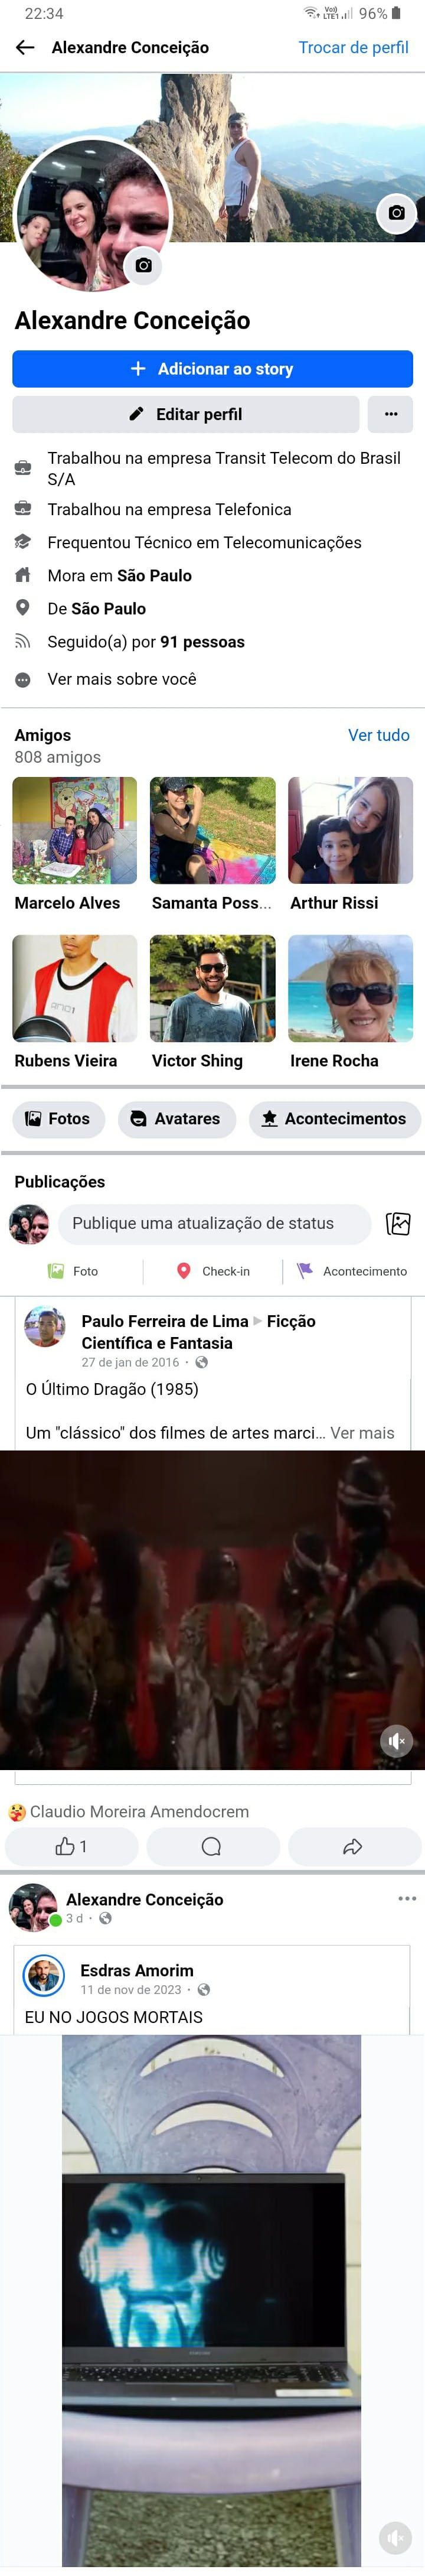 22:34
Vo)) LTE1 96%
Alexandre Conceição Trocar de perfil
Alexandre Conceição
+ Adicionar ao story
Editar perfil
Trabalhou na empresa Transit Telecom do Brasil
S/A
Trabalhou na empresa Telefonica
Frequentou Técnico em Telecomunicações
Mora em São Paulo
De São Paulo
Seguido(a) por 91 pessoas
Ver mais sobre você
Amigos Ver tudo
808 amigos
Marcelo Alves Samanta Poss... Arthur Rissi
Rubens Vieira Victor Shing Irene Rocha
Fotos Avatares Acontecimentos
Publicações
Publique uma atualização de status
Foto Check-in Acontecimento
Paulo Ferreira de Lima ▸ Ficção
Científica e Fantasia
27 de jan de 2016 ·
O Último Dragão (1985)
Um "clássico" dos filmes de artes marci... Ver mais
Claudio Moreira Amendocrem
1
Alexandre Conceição
3 d ·
Esdras Amorim
11 de nov de 2023 ·
EU NO JOGOS MORTAIS